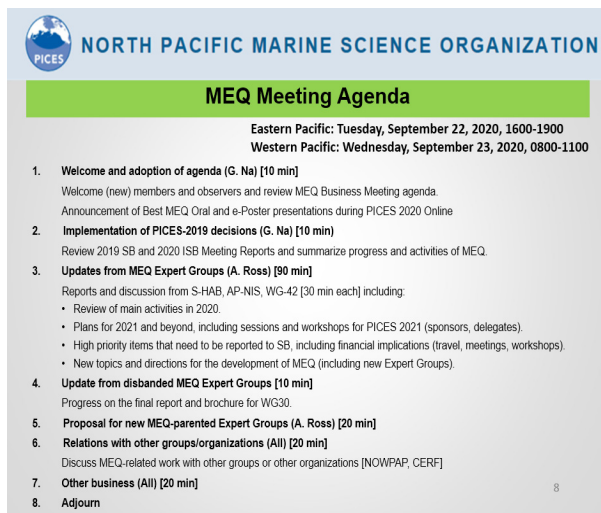 PICES
NORTH PACIFIC MARINE SCIENCE ORGANIZATION
MEQ Meeting Agenda
Eastern Pacific: Tuesday, September 22, 2020, 1600-1900
Western Pacific: Wednesday, September 23, 2020, 0800-1100
1. Welcome and adoption of agenda (G. Na) [10 min]
Welcome (new) members and observers and review MEQ Business Meeting agenda.
Announcement of Best MEQ Oral and e-Poster presentations during PICES 2020 Online
2. Implementation of PICES-2019 decisions (G. Na) [10 min)
Review 2019 SB and 2020 ISB Meeting Reports and summarize progress and activities of MEQ.
3. Updates from MEQ Expert Groups (A. Ross) [90 min]
Reports and discussion from S-HAB, AP-NIS, WG-42 [30 min each] including:
• Review of main activities in 2020.
• Plans for 2021 and beyond, including sessions and workshops for PICES 2021 (sponsors, delegates).
• High priority items that need to be reported to SB, including financial implications (travel, meetings, workshops).
• New topics and directions for the development of MEQ (including new Expert Groups).
4. Update from disbanded MEQ Expert Groups [10 min]
Progress on the final report and brochure for WG30.
5. Proposal for new MEQ-parented Expert Groups (A. Ross) [20 min]
6. Relations with other groups/organizations (All) [20 min]
Discuss MEQ-related work with other groups or other organizations [NOWPAP, CERF]
7. Other business (All) [20 min]
8
8. Adjourn